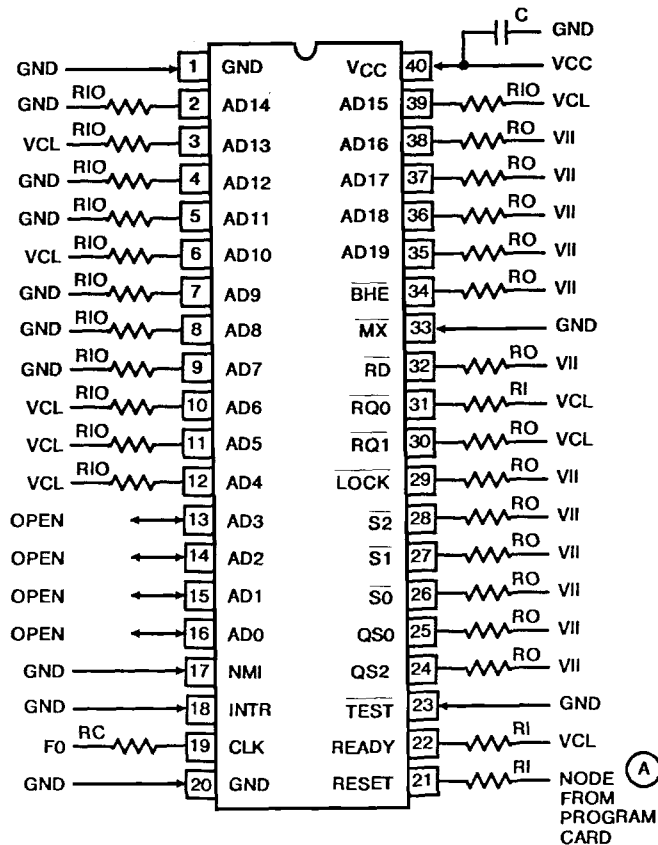 C GND
GND 1 GND VCC 40 VCC
GND RIO 2 AD14 AD15 39 RIO VCL
VCL RIO 3 AD13 AD16 38 RO VII
GND RIO 4 AD12 AD17 37 RO VII
GND RIO 5 AD11 AD18 36 RO VII
VCL RIO 6 AD10 AD19 35 RO VII
GND RIO 7 AD9 BHE 34 RO VII
GND RIO 8 AD8 MX 33 GND
GND RIO 9 AD7 RD 32 RO VII
VCL RIO 10 AD6 RQ0 31 RI VCL
VCL RIO 11 AD5 RQ1 30 RO VCL
VCL RIO 12 AD4 LOCK 29 RO VII
OPEN 13 AD3 S2 28 RO VII
OPEN 14 AD2 S1 27 RO VII
OPEN 15 AD1 S0 26 RO VII
OPEN 16 AD0 QS0 25 RO VII
GND 17 NMI QS2 24 RO VII
GND 18 INTR TEST 23 GND
F0 RC 19 CLK READY 22 RI VCL
GND 20 GND RESET 21 RI NODE A
FROM
PROGRAM
CARD